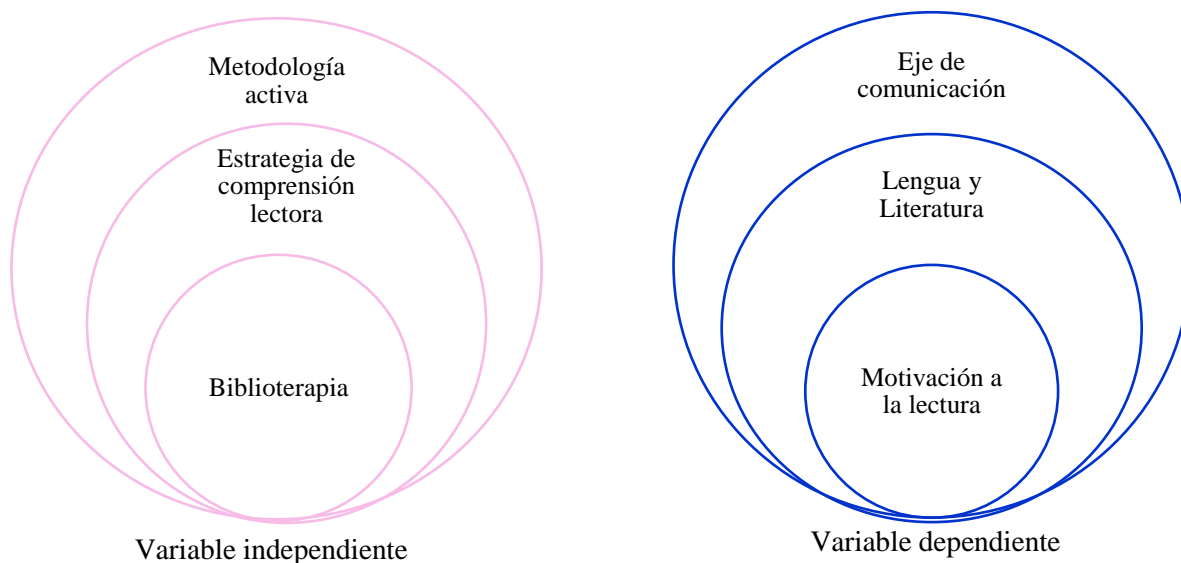 Metodología
activa
Estrategia de
comprensión
lectora
Biblioterapia
Variable independiente
Eje de
comunicación
Lengua y
Literatura
Motivación a
la lectura
Variable dependiente